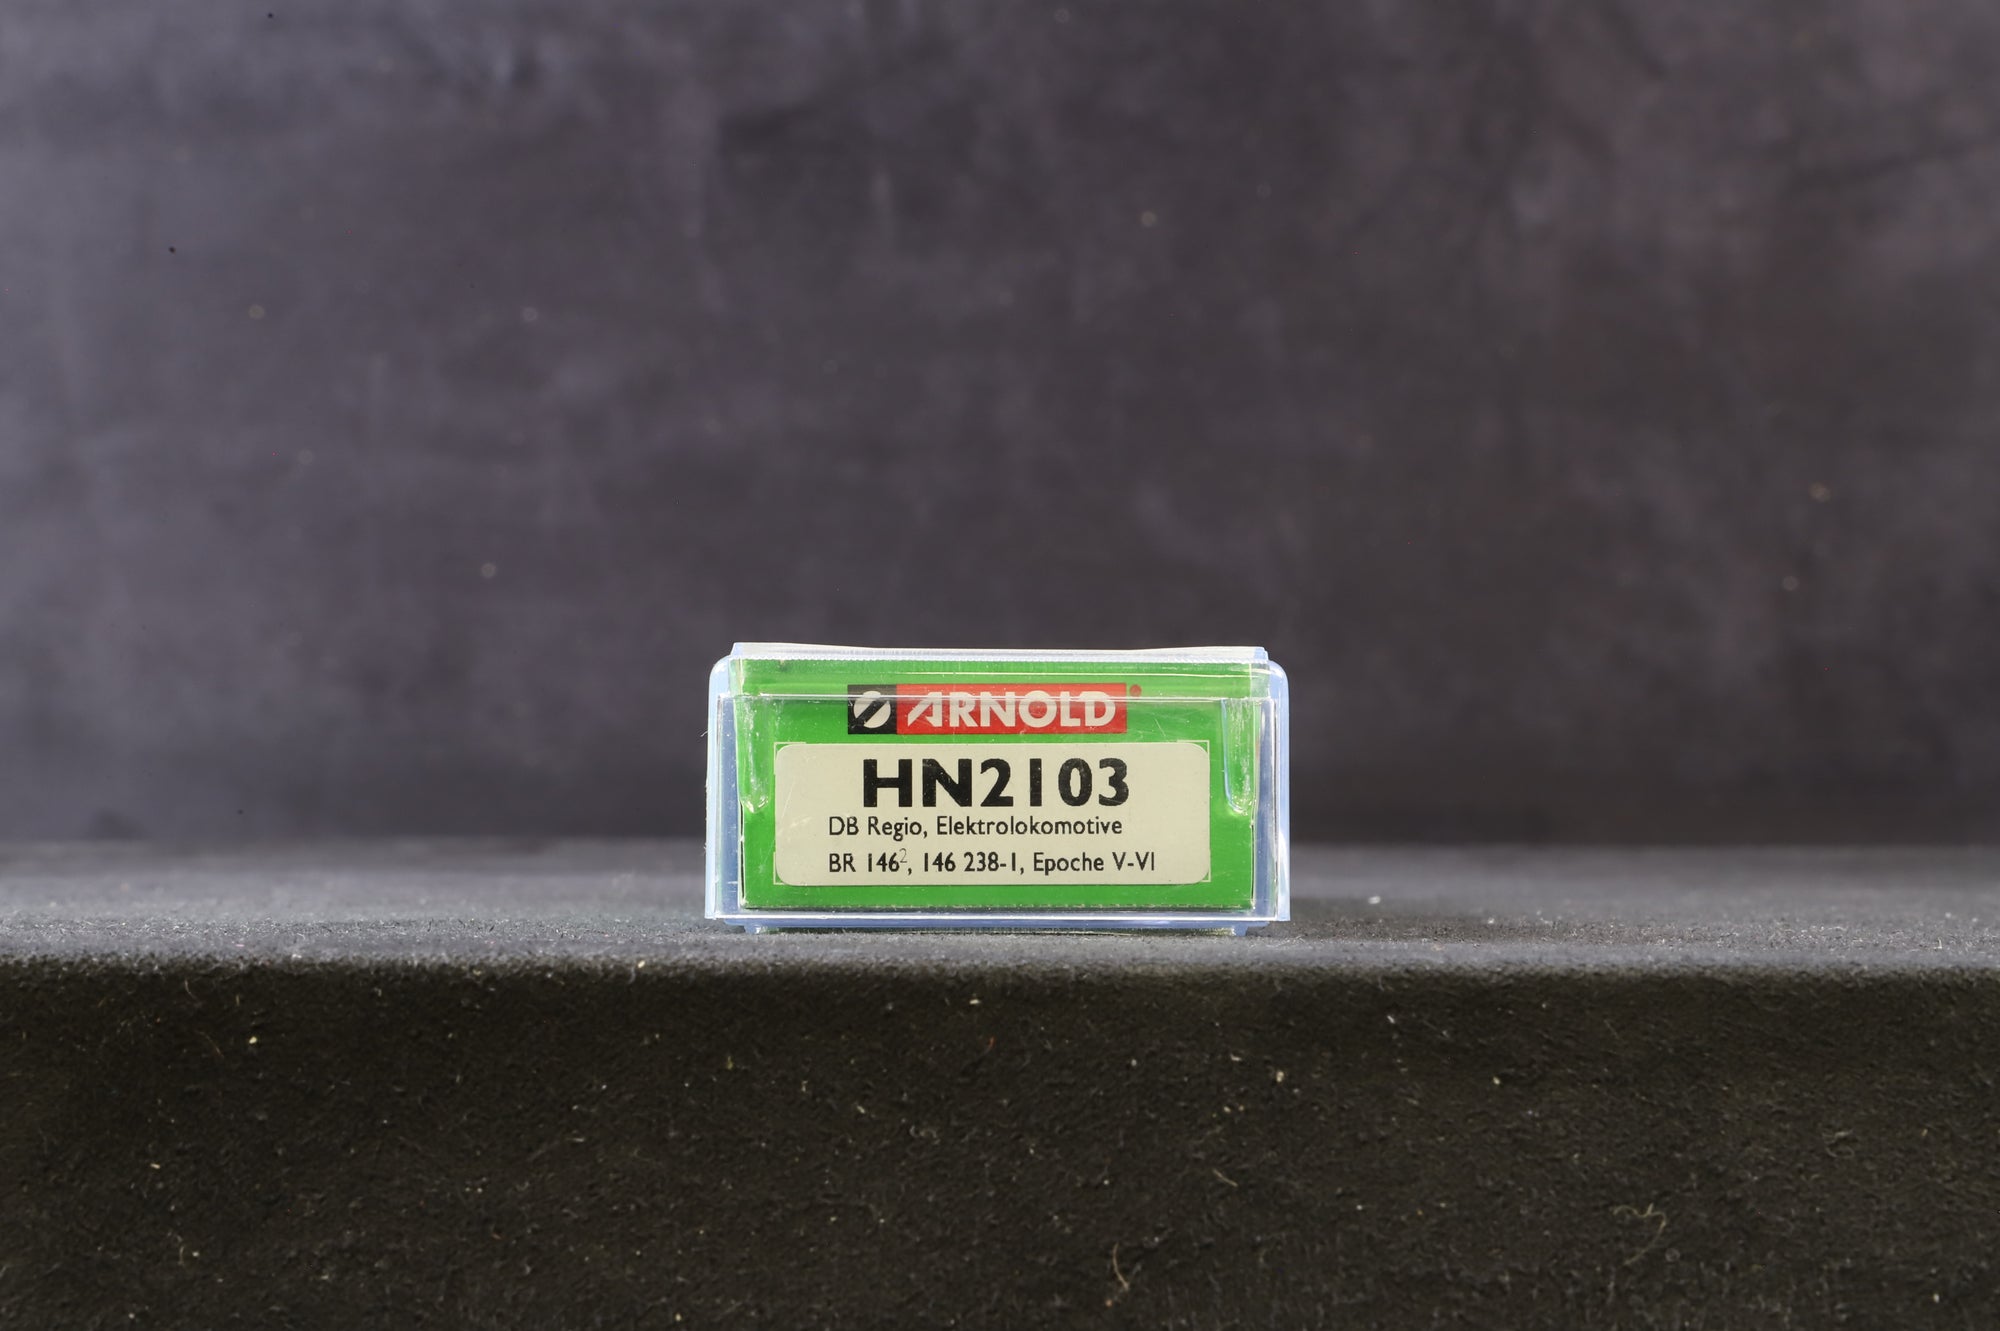 ARNOLD
HN2103
DB Regio, Elektrolokomotive
BR 146², 146 238-1, Epoche V-VI